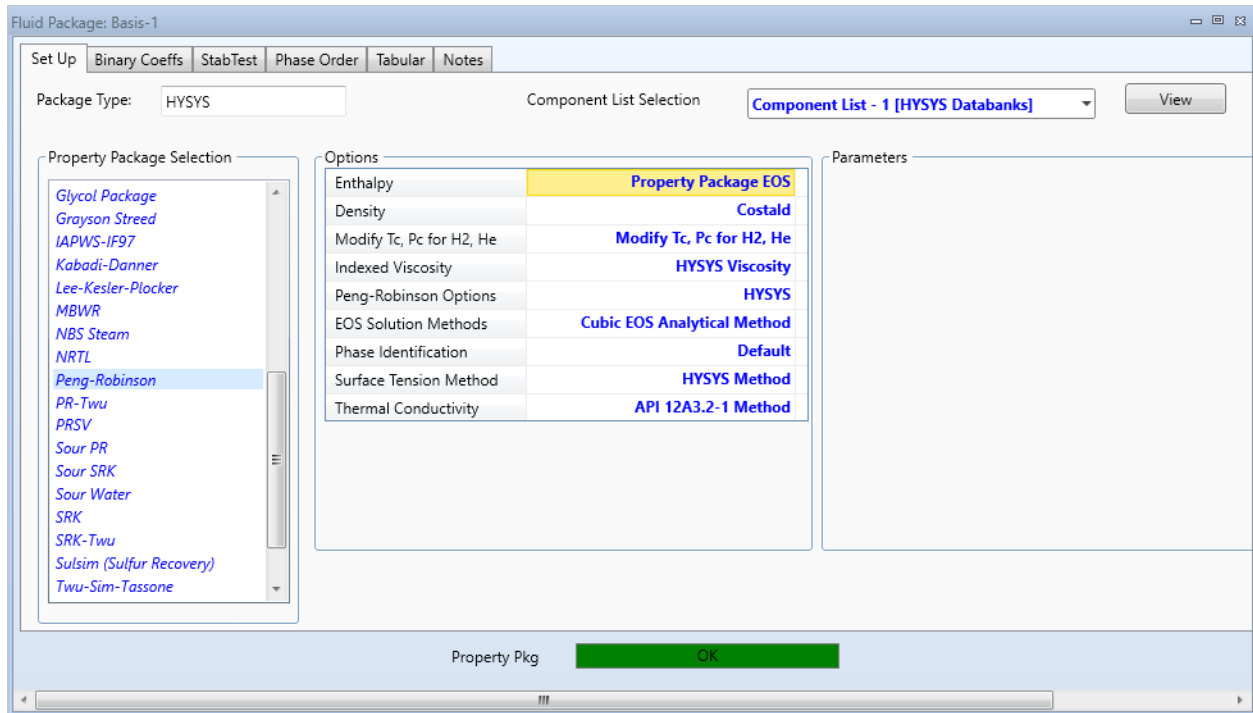 Fluid Package: Basis-1
Set Up Binary Coeffs StabTest Phase Order Tabular Notes
Package Type: HYSYS Component List Selection Component List - 1 [HYSYS Databanks] View
Property Package Selection
Glycol Package
Grayson Streed
IAPWS-IF97
Kabadi-Danner
Lee-Kesler-Plocker
MBWR
NBS Steam
NRTL
Peng-Robinson
PR-Twu
PRSV
Sour PR
Sour SRK
Sour Water
SRK
SRK-Twu
Sulsim (Sulfur Recovery)
Twu-Sim-Tassone
Options
Enthalpy Property Package EOS
Density Costald
Modify Tc, Pc for H2, He Modify Tc, Pc for H2, He
Indexed Viscosity HYSYS Viscosity
Peng-Robinson Options HYSYS
EOS Solution Methods Cubic EOS Analytical Method
Phase Identification Default
Surface Tension Method HYSYS Method
Thermal Conductivity API 12A3.2-1 Method
Parameters
Property Pkg OK